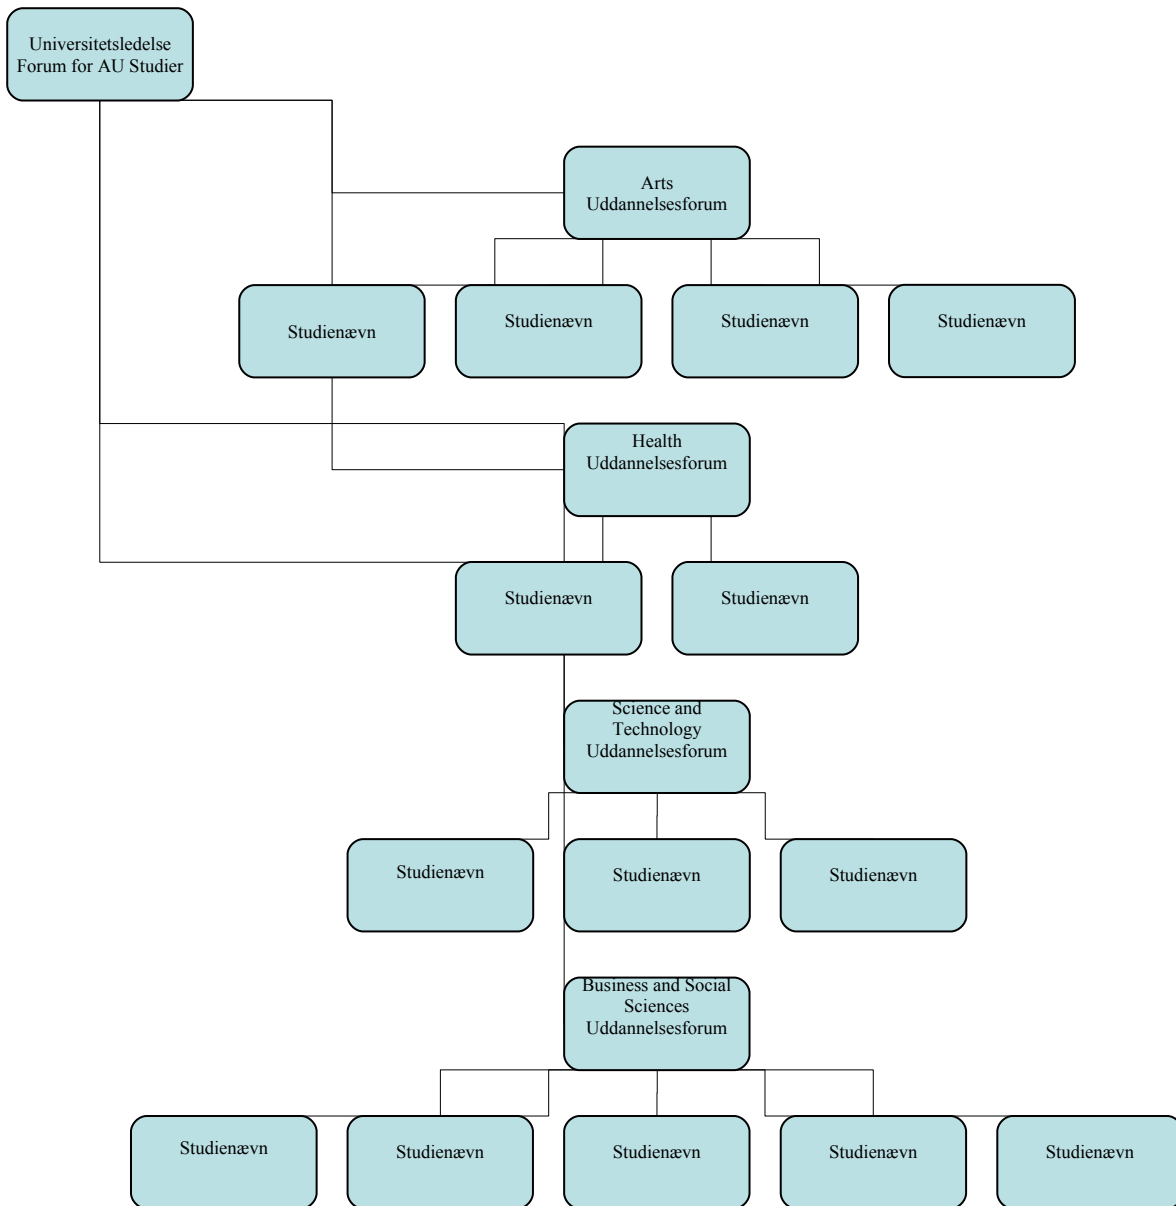 Universitetsledelse
Forum for AU Studier
Arts
Uddannelsesforum
Studienævn
Studienævn
Studienævn
Studienævn
Health
Uddannelsesforum
Studienævn
Studienævn
Science and
Technology
Uddannelsesforum
Studienævn
Studienævn
Studienævn
Business and Social
Sciences
Uddannelsesforum
Studienævn
Studienævn
Studienævn
Studienævn
Studienævn